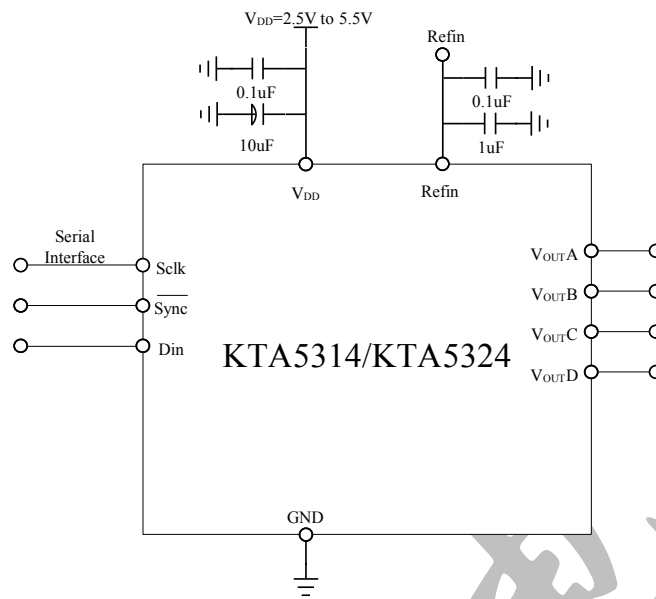 VDD=2.5V to 5.5V
Refin
0.1uF
0.1uF
10uF
1uF
VDD
Refin
Serial
Interface
Sclk
Sync
Din
VOUTA
VOUTB
VOUTC
VOUTD
KTA5314/KTA5324
GND